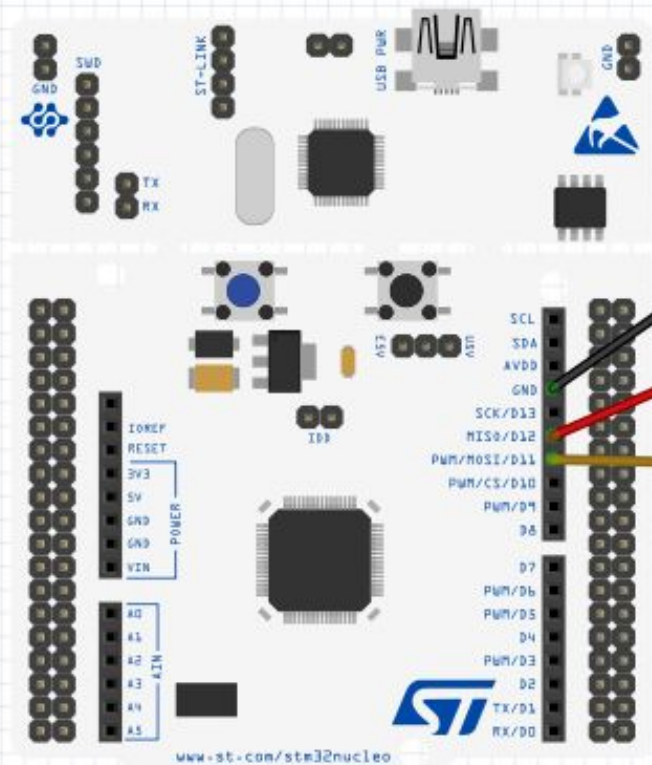 SWD
GND
TX
RX
ST-LINK
USB PWR
GND
E5V
U5V
IDD
IOREF
RESET
3V3
5V
GND
GND
VIN
POWER
A0
A1
A2
A3
A4
A5
AIN
SCL
SDA
AVDD
GND
SCK/D13
MISO/D12
PWM/MOSI/D11
PWM/CS/D10
PWM/D9
D8
D7
PWM/D6
PWM/D5
D4
PWM/D3
D2
TX/D1
RX/D0
ST
www.st.com/stm32nucleo